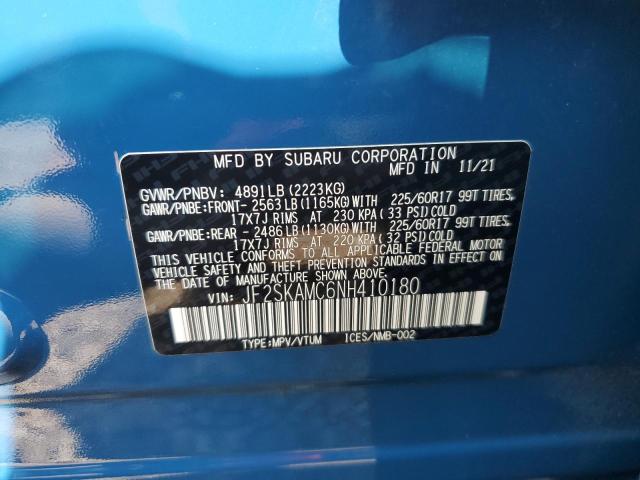 MFD BY SUBARU CORPORATION 11/21
GVWR/PNBV: 4891LB(2223KG)
GAWR/PNBE:FRONT- 2563LB(1165KG)WITH 225/60R17 99T TIRES,
17X7J RIMS AT 230 KPA(33 PSI)COLD
GAWR/PNBE:REAR -2486LB(1130KG)WITH 225/60R17 99T TIRES,
17X7J RIMS AT 220 KPA(32 PSI)COLD
THIS VEHICLE CONFORMS TO ALL APPLICABLE FEDERAL MOTOR
VEHICLE SAFETY AND THEFT PREVENTION STANDARDS IN EFFECT ON
THE DATE OF MANUFACTURE SHOWN ABOVE.
VIN: JF2SKAMC6NH410180
TYPE:MPV/VTUM ICES/NMB-002